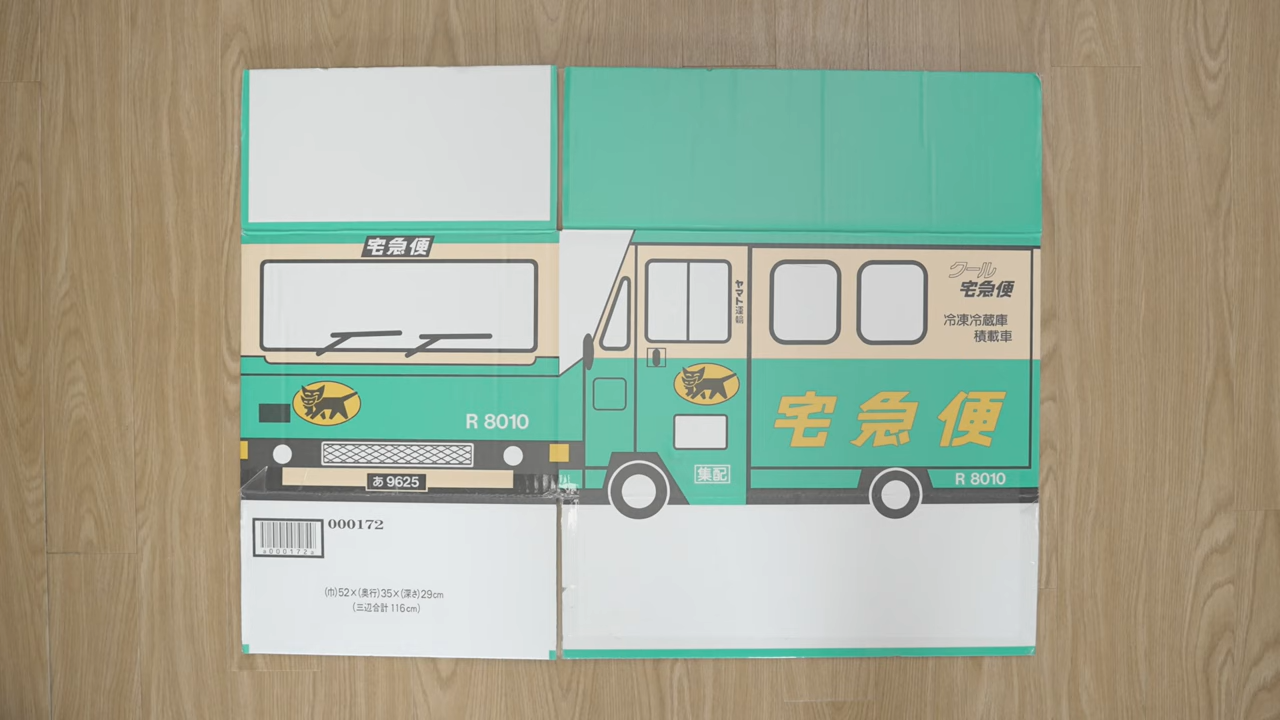 宅急便
R 8010
あ 9625
000172
a000172a
(巾)52×(奥行)35×(深さ)29cm
(三辺合計 116cm)
ヤマト運輸
クール
宅急便
冷凍冷蔵庫
積載車
宅急便
集配
R 8010